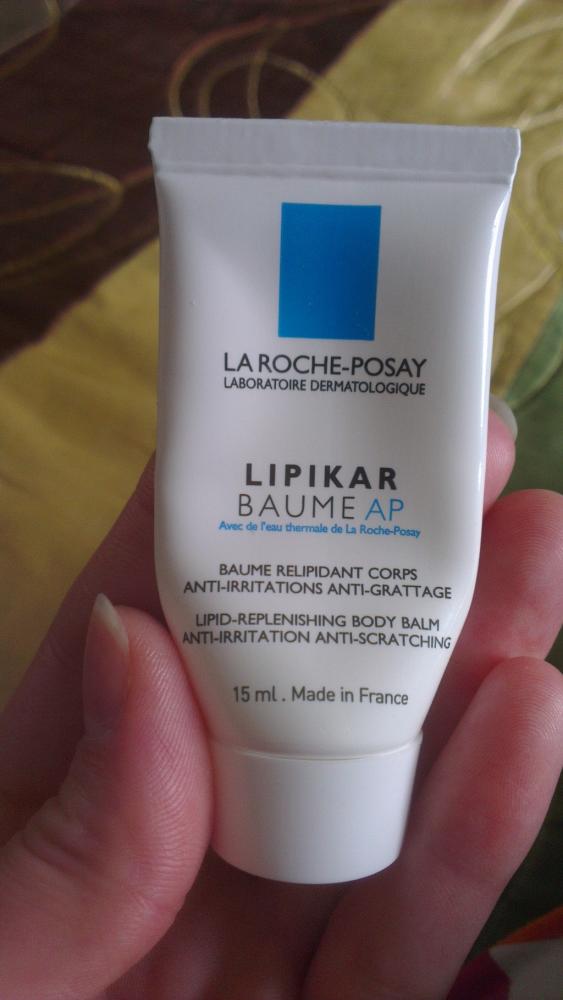 LA ROCHE-POSAY
LABORATOIRE DERMATOLOGIQUE
LIPIKAR
BAUME AP
Avec de l'eau thermale de La Roche-Posay
BAUME RELIPIDANT CORPS
ANTI-IRRITATIONS ANTI-GRATTAGE
LIPID-REPLENISHING BODY BALM
ANTI-IRRITATION ANTI-SCRATCHING
15 ml . Made in France